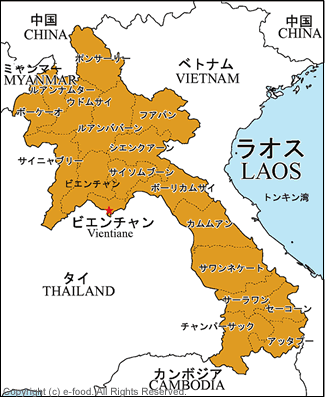 中国
CHINA
中国
CHINA
ポンサーリー
ミャンマー
MYANMAR
ベトナム
VIETNAM
ルアンナムター
ウドムサイ
ボーケーオ
フアパン
ルアンパバーン
シエンクアーン
ラオス
LAOS
サイニャブリー
サイソムブーン
ビエンチャン
ボーリカムサイ
トンキン湾
ビエンチャン
Vientiane
カムムアン
サワンネケート
タイ
THAILAND
サーラワン
セーコーン
チャンパーサック
アッタプー
カンボジア
CAMBODIA
Copyright (c) e-food. All Rights Reserved.